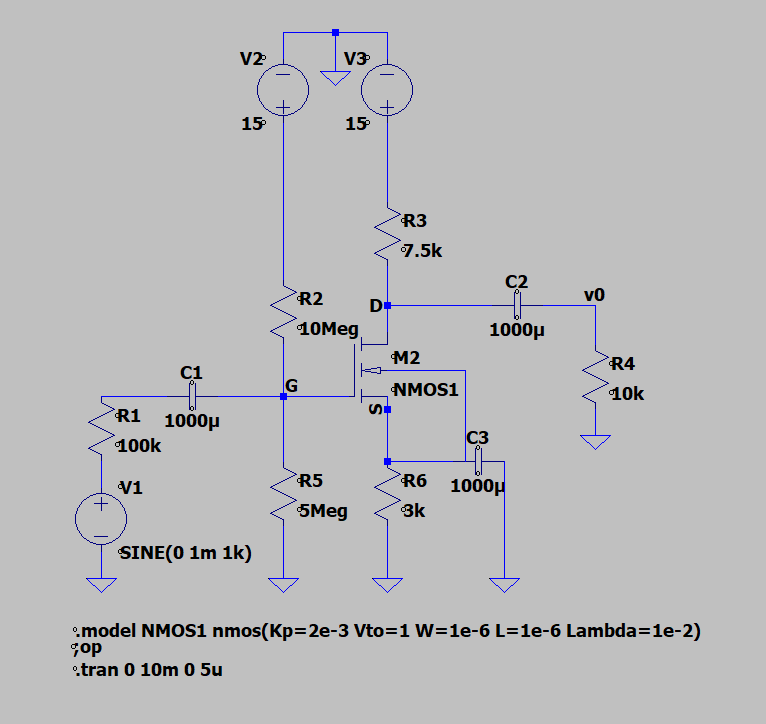 V2
15
V3
15
R3
7.5k
R2
10Meg
D
C2
1000µ
v0
M2
NMOS1
R4
10k
C1
1000µ
G
S
R1
100k
V1
SINE(0 1m 1k)
R5
5Meg
R6
3k
C3
1000µ
.model NMOS1 nmos(Kp=2e-3 Vto=1 W=1e-6 L=1e-6 Lambda=1e-2)
;op
.tran 0 10m 0 5u